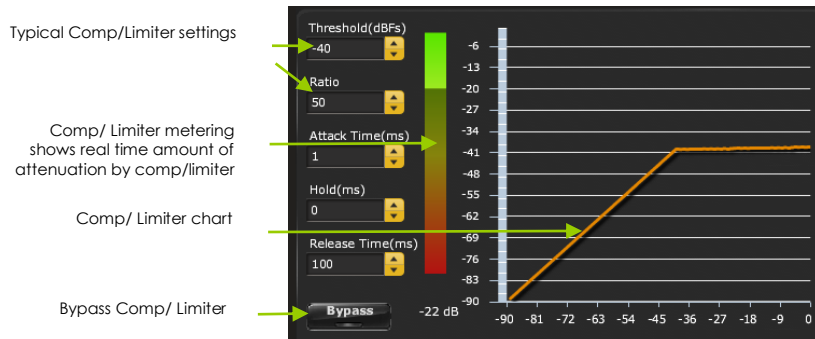 Typical Comp/Limiter settings
Comp/ Limiter metering
shows real time amount of
attenuation by comp/limiter
Comp/ Limiter chart
Bypass Comp/ Limiter
Threshold(dBFs)
-40
Ratio
50
Attack Time(ms)
1
Hold(ms)
0
Release Time(ms)
100
Bypass
-22 dB
-6
-13
-20
-27
-34
-41
-48
-55
-62
-69
-76
-83
-90
-90 -81 -72 -63 -54 -45 -36 -27 -18 -9 0